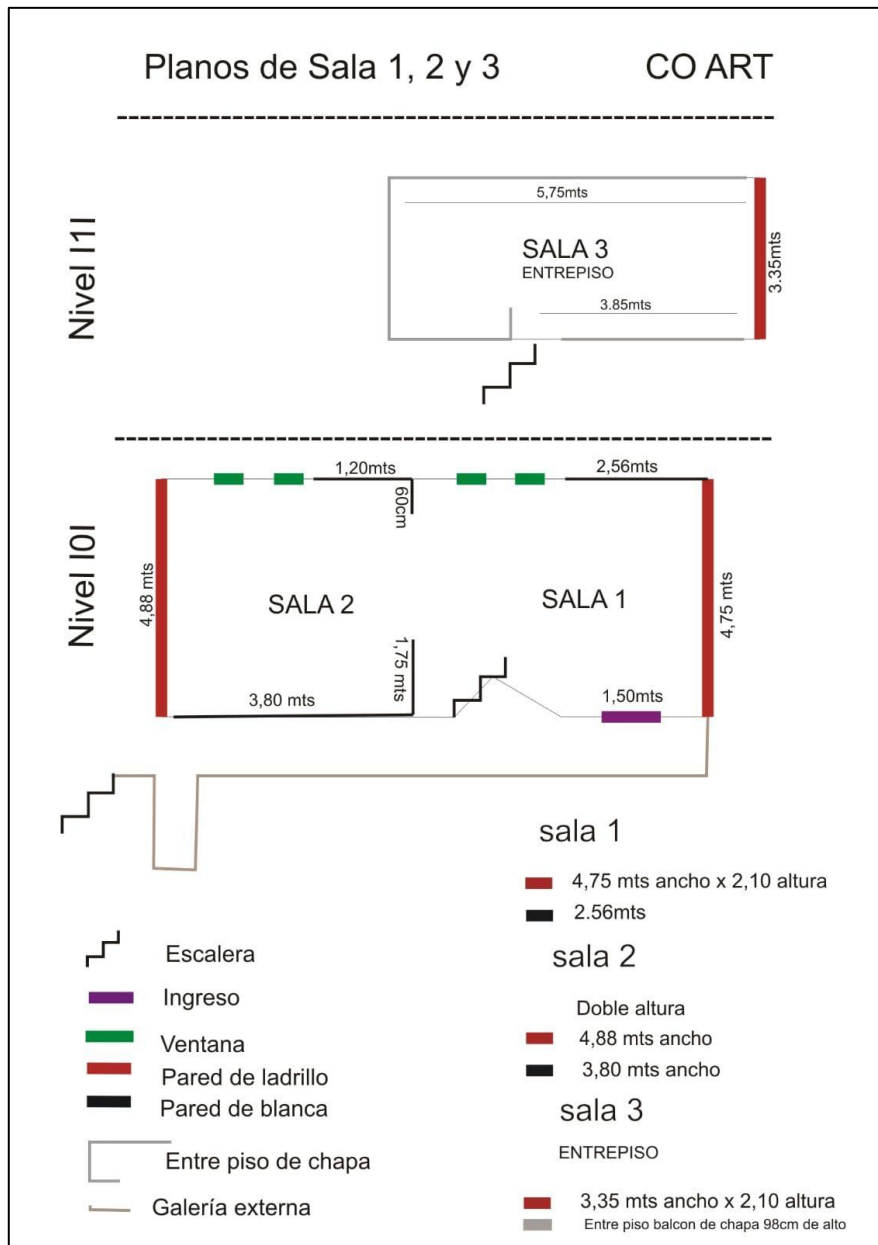 Planos de Sala 1, 2 y 3
CO ART
Nivel I1I
5,75mts
SALA 3
ENTREPISO
3.85mts
3.35mts
Nivel I0I
1,20mts
2,56mts
60cm
4,88 mts
SALA 2
SALA 1
4,75 mts
1,75 mts
3,80 mts
1,50mts
sala 1
4,75 mts ancho x 2,10 altura
2.56mts
sala 2
Doble altura
4,88 mts ancho
3,80 mts ancho
sala 3
ENTREPISO
3,35 mts ancho x 2,10 altura
Entre piso balcon de chapa 98cm de alto
Escalera
Ingreso
Ventana
Pared de ladrillo
Pared de blanca
Entre piso de chapa
Galería externa